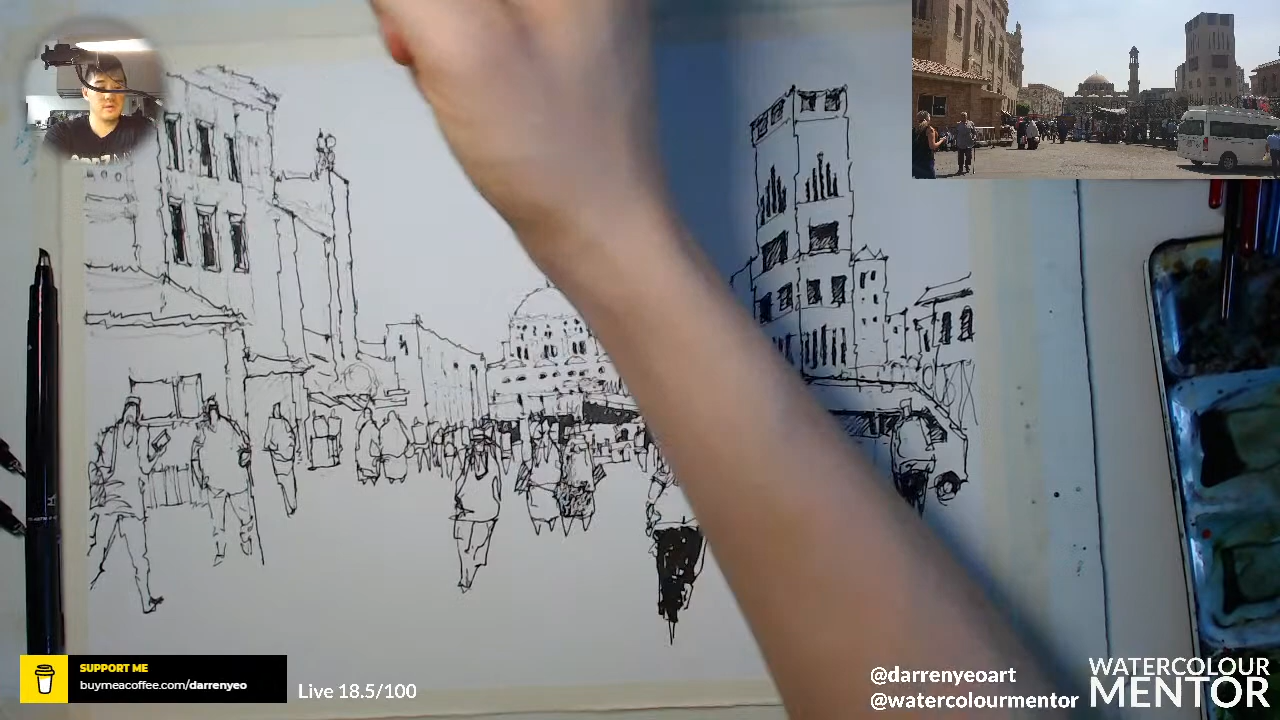 SUPPORT ME
buymeacoffee.com/darrenyeo
Live 18.5/100
@darrenyeoart
@watercolourmentor
WATERCOLOUR
MENTOR